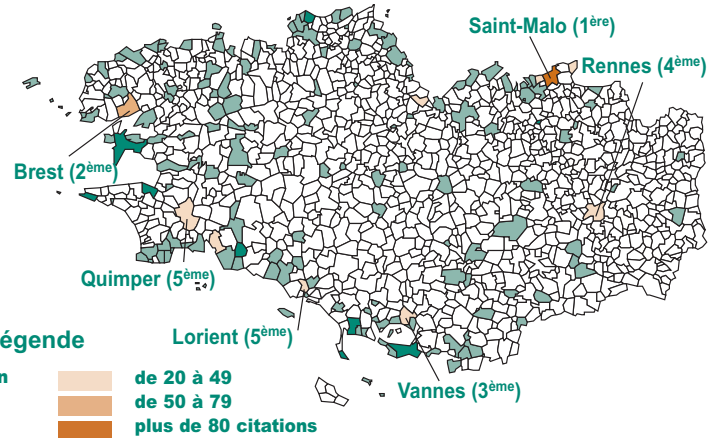 Saint-Malo (1ère)
Rennes (4ème)
Brest (2ème)
Quimper (5ème)
Lorient (5ème)
Vannes (3ème)
égende
n
de 20 à 49
de 50 à 79
plus de 80 citations